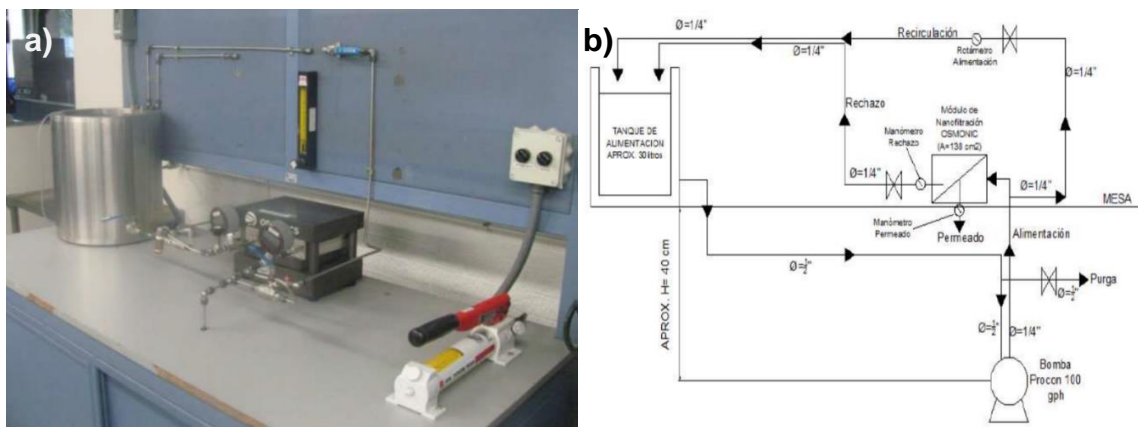 a)
b)
Ø=1/4"
Recirculación
Ø=1/4"
Rotámetro
Alimentación
Ø=1/4"
TANQUE DE
ALIMENTACION
APROX. 30 litros
Rechazo
Manómetro
Rechazo
Módulo de
Nanofiltración
OSMONIC
(A=138 cm2)
Ø=1/4"
Ø=1/4"
MESA
Manómetro
Permeado
Permeado
Alimentación
Ø=½"
Purga
Ø=½"
APROX. H= 40 cm
Ø=½"
Ø=1/4"
Bomba
Procon 100
gph